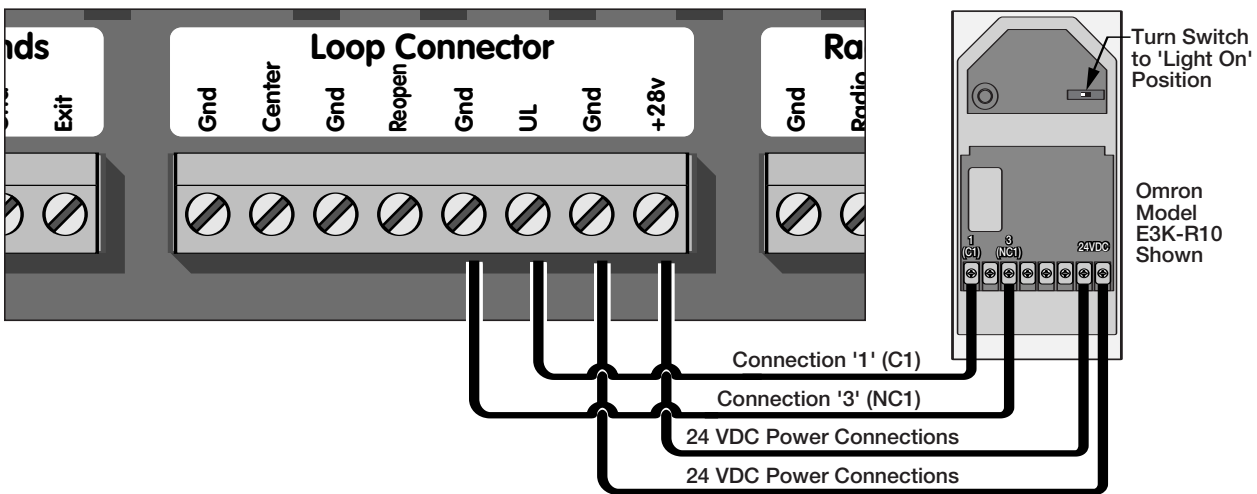 nds
Exit
Loop Connector
Gnd
Center
Gnd
Reopen
Gnd
UL
Gnd
+28v
Ra
Gnd
Radio
Turn Switch
to 'Light On'
Position
Omron
Model
E3K-R10
Shown
1
(C1)
3
(NC1)
24VDC
Connection '1' (C1)
Connection '3' (NC1)
24 VDC Power Connections
24 VDC Power Connections